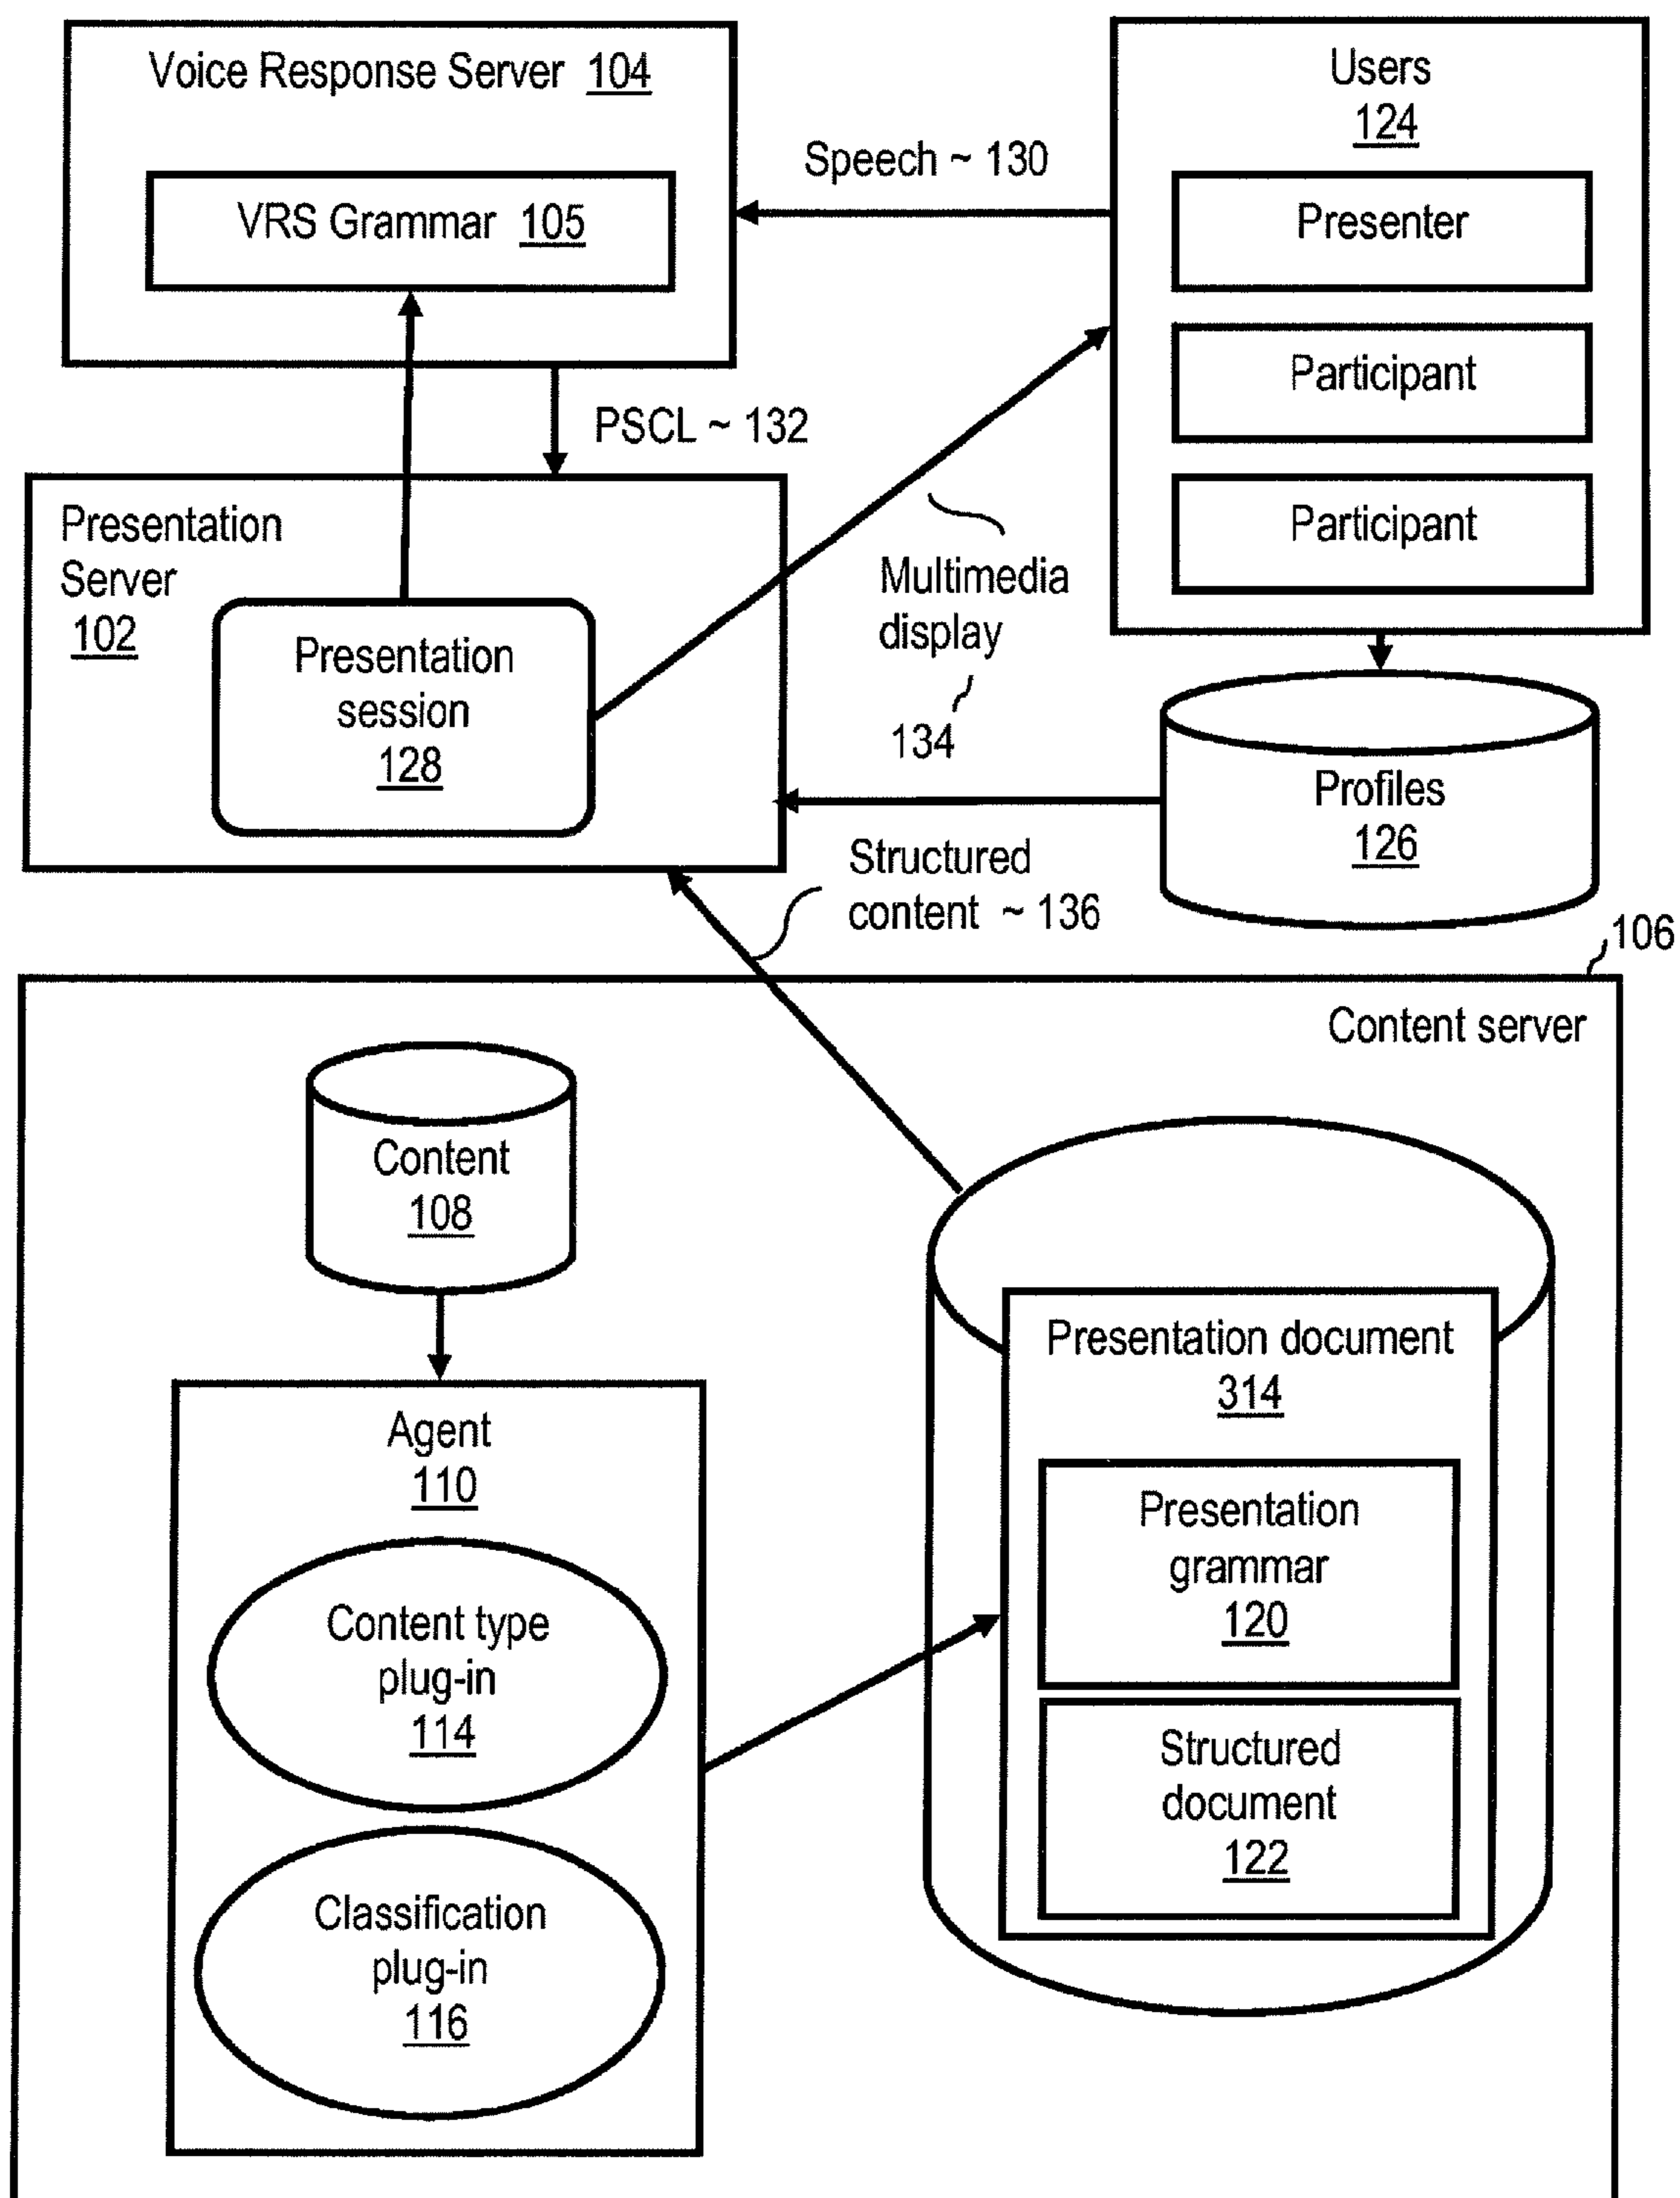 Voice Response Server 104
VRS Grammar 105
Speech ~ 130
Users
124
Presenter
Participant
Participant
PSCL ~ 132
Presentation
Server
102
Presentation
session
128
Multimedia
display
134
Profiles
126
Structured
content ~ 136
106
Content server
Content
108
Agent
110
Content type
plug-in
114
Classification
plug-in
116
Presentation document
314
Presentation
grammar
120
Structured
document
122